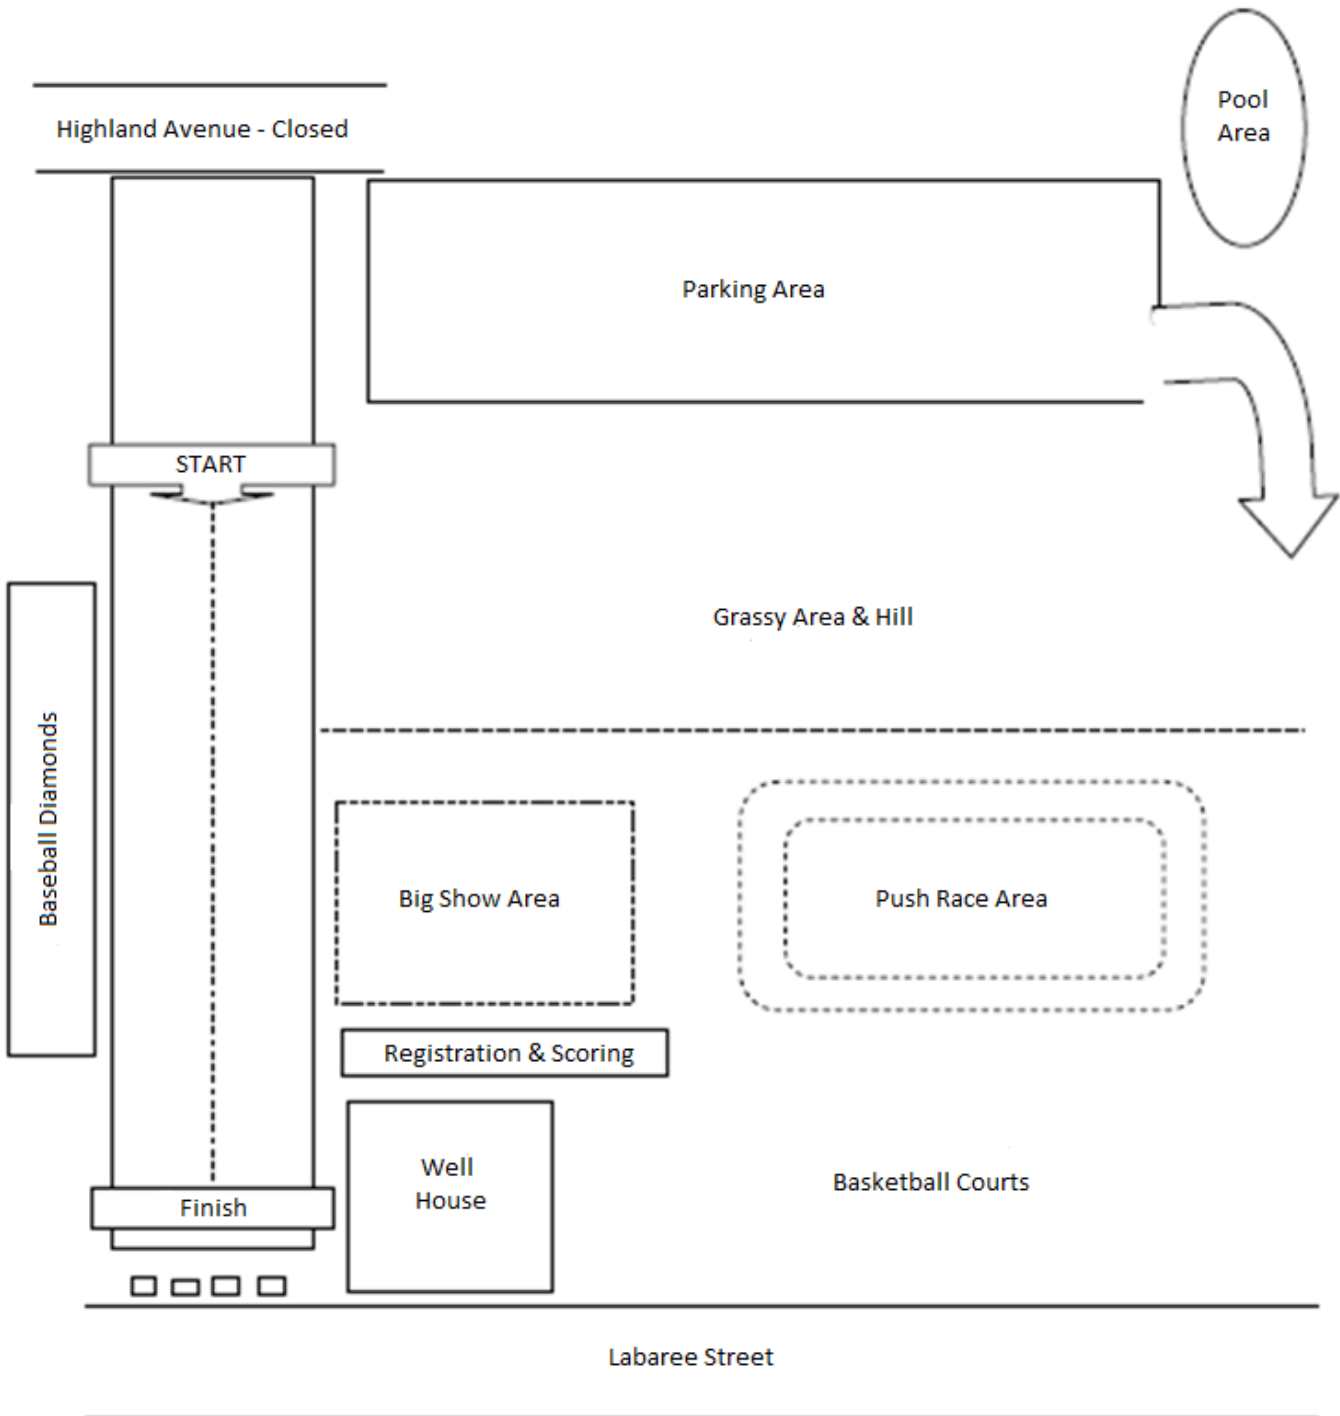 Pool
Area
Highland Avenue - Closed
Parking Area
START
Grassy Area & Hill
Baseball Diamonds
Big Show Area
Push Race Area
Registration & Scoring
Well
House
Basketball Courts
Finish
Labaree Street